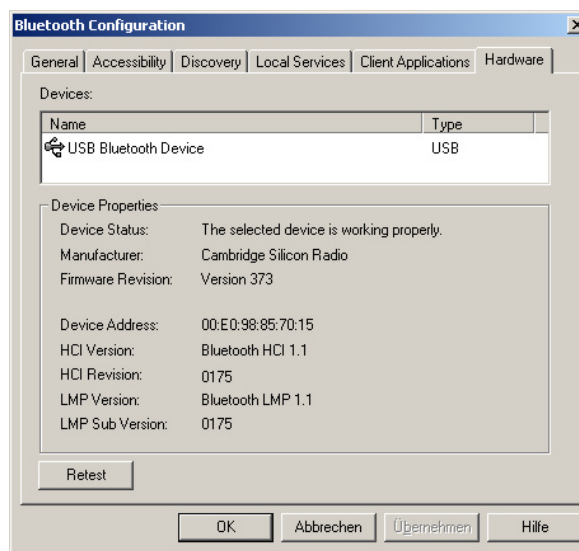 Bluetooth Configuration
General Accessibility Discovery Local Services Client Applications Hardware
Devices:
Name Type
USB Bluetooth Device USB
Device Properties
Device Status: The selected device is working properly.
Manufacturer: Cambridge Silicon Radio
Firmware Revision: Version 373
Device Address: 00:E0:98:85:70:15
HCI Version: Bluetooth HCI 1.1
HCI Revision: 0175
LMP Version: Bluetooth LMP 1.1
LMP Sub Version: 0175
Retest
OK Abbrechen Übernehmen Hilfe